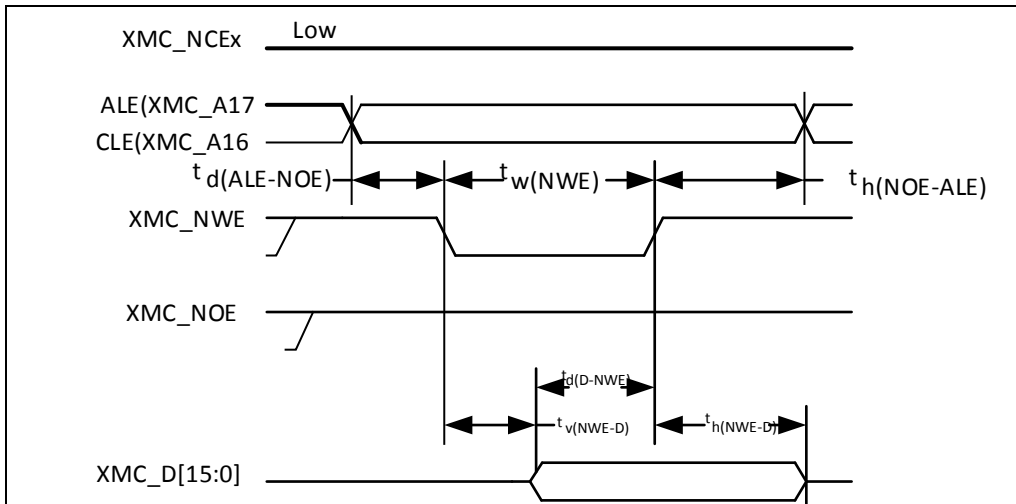 XMC_NCEx Low
ALE(XMC_A17
CLE(XMC_A16
t d(ALE-NOE) t w(NWE) t h(NOE-ALE)
XMC_NWE
XMC_NOE
t d(D-NWE)
t v(NWE-D) t h(NWE-D)
XMC_D[15:0]